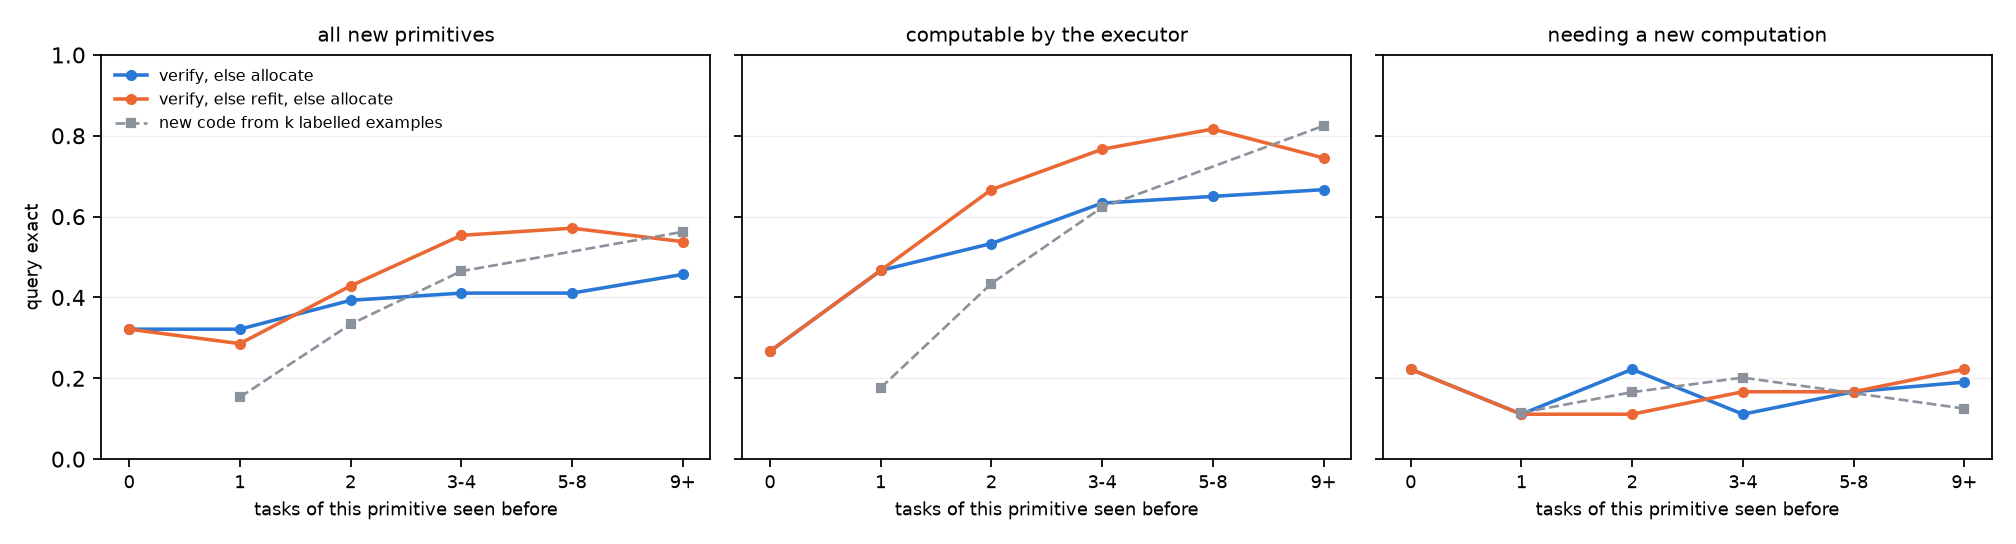 all new primitives
computable by the executor
needing a new computation
verify, else allocate
verify, else refit, else allocate
new code from k labelled examples
query exact
1.0
0.8
0.6
0.4
0.2
0.0
0 1 2 3-4 5-8 9+
0 1 2 3-4 5-8 9+
0 1 2 3-4 5-8 9+
tasks of this primitive seen before
tasks of this primitive seen before
tasks of this primitive seen before